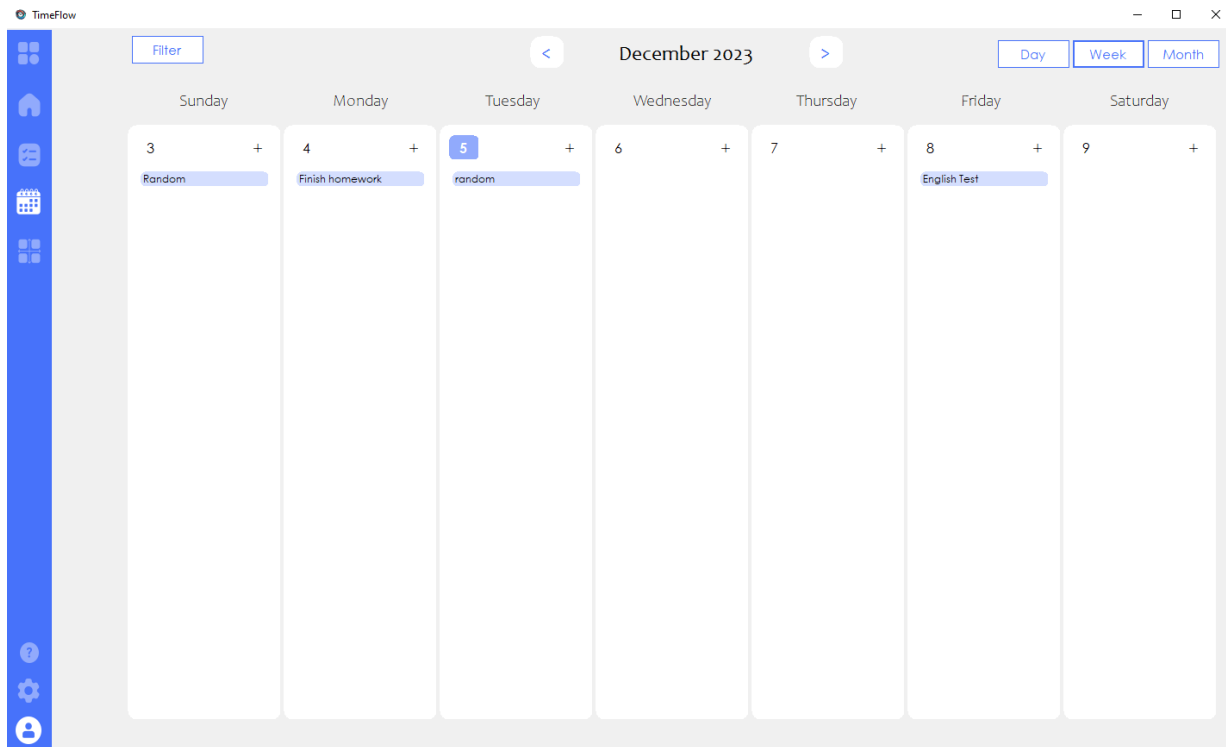 TimeFlow
Filter
<
December 2023
>
Day
Week
Month
Sunday
Monday
Tuesday
Wednesday
Thursday
Friday
Saturday
3 +
4 +
5 +
6 +
7 +
8 +
9 +
Random
Finish homework
random
English Test
?